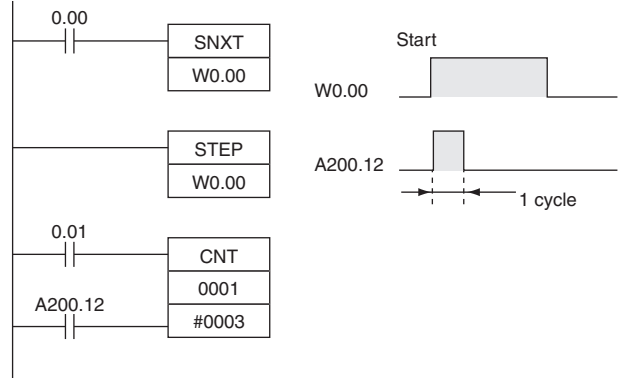 0.00
SNXT
W0.00
STEP
W0.00
0.01
CNT
0001
A200.12
#0003
Start
W0.00
A200.12
1 cycle